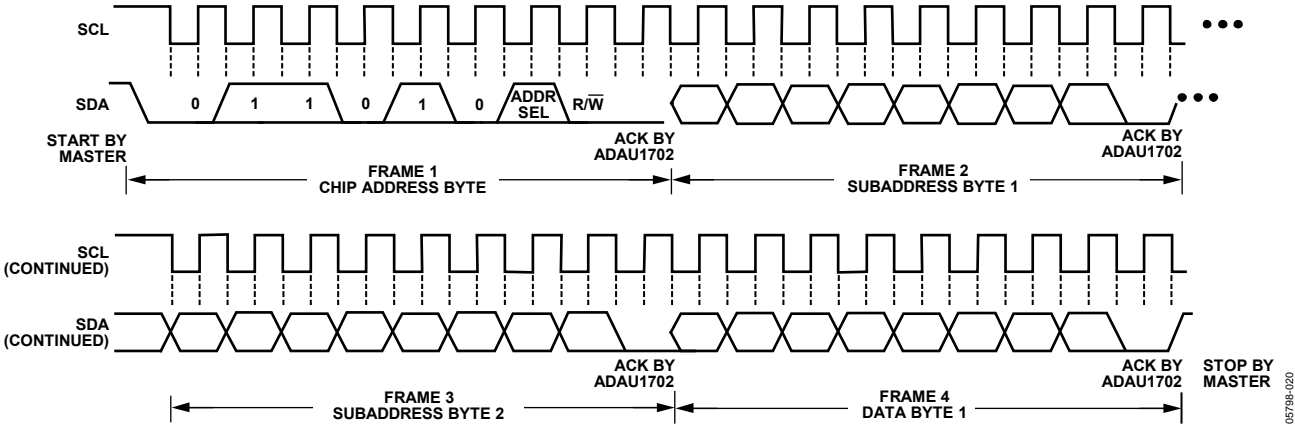 SCL
SDA
0 1 1 0 1 0 ADDR SEL R/W̅
START BY MASTER
ACK BY ADAU1702
ACK BY ADAU1702
FRAME 1
CHIP ADDRESS BYTE
FRAME 2
SUBADDRESS BYTE 1
SCL
(CONTINUED)
SDA
(CONTINUED)
ACK BY ADAU1702
ACK BY ADAU1702
STOP BY MASTER
FRAME 3
SUBADDRESS BYTE 2
FRAME 4
DATA BYTE 1
05798-020